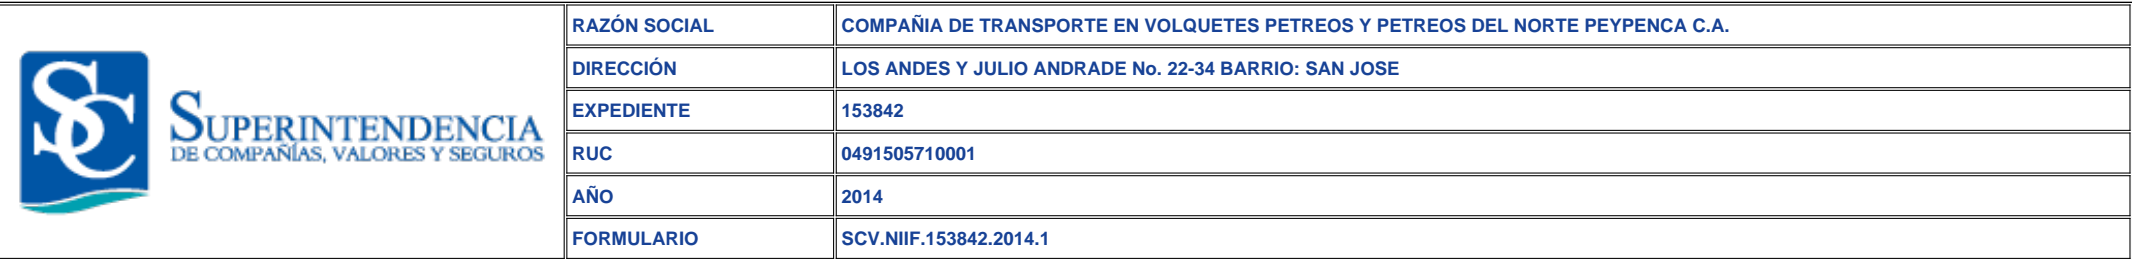 SC
SUPERINTENDENCIA
DE COMPAÑÍAS, VALORES Y SEGUROS
RAZÓN SOCIAL COMPAÑIA DE TRANSPORTE EN VOLQUETES PETREOS Y PETREOS DEL NORTE PEYPENCA C.A.
DIRECCIÓN LOS ANDES Y JULIO ANDRADE No. 22-34 BARRIO: SAN JOSE
EXPEDIENTE 153842
RUC 0491505710001
AÑO 2014
FORMULARIO SCV.NIIF.153842.2014.1